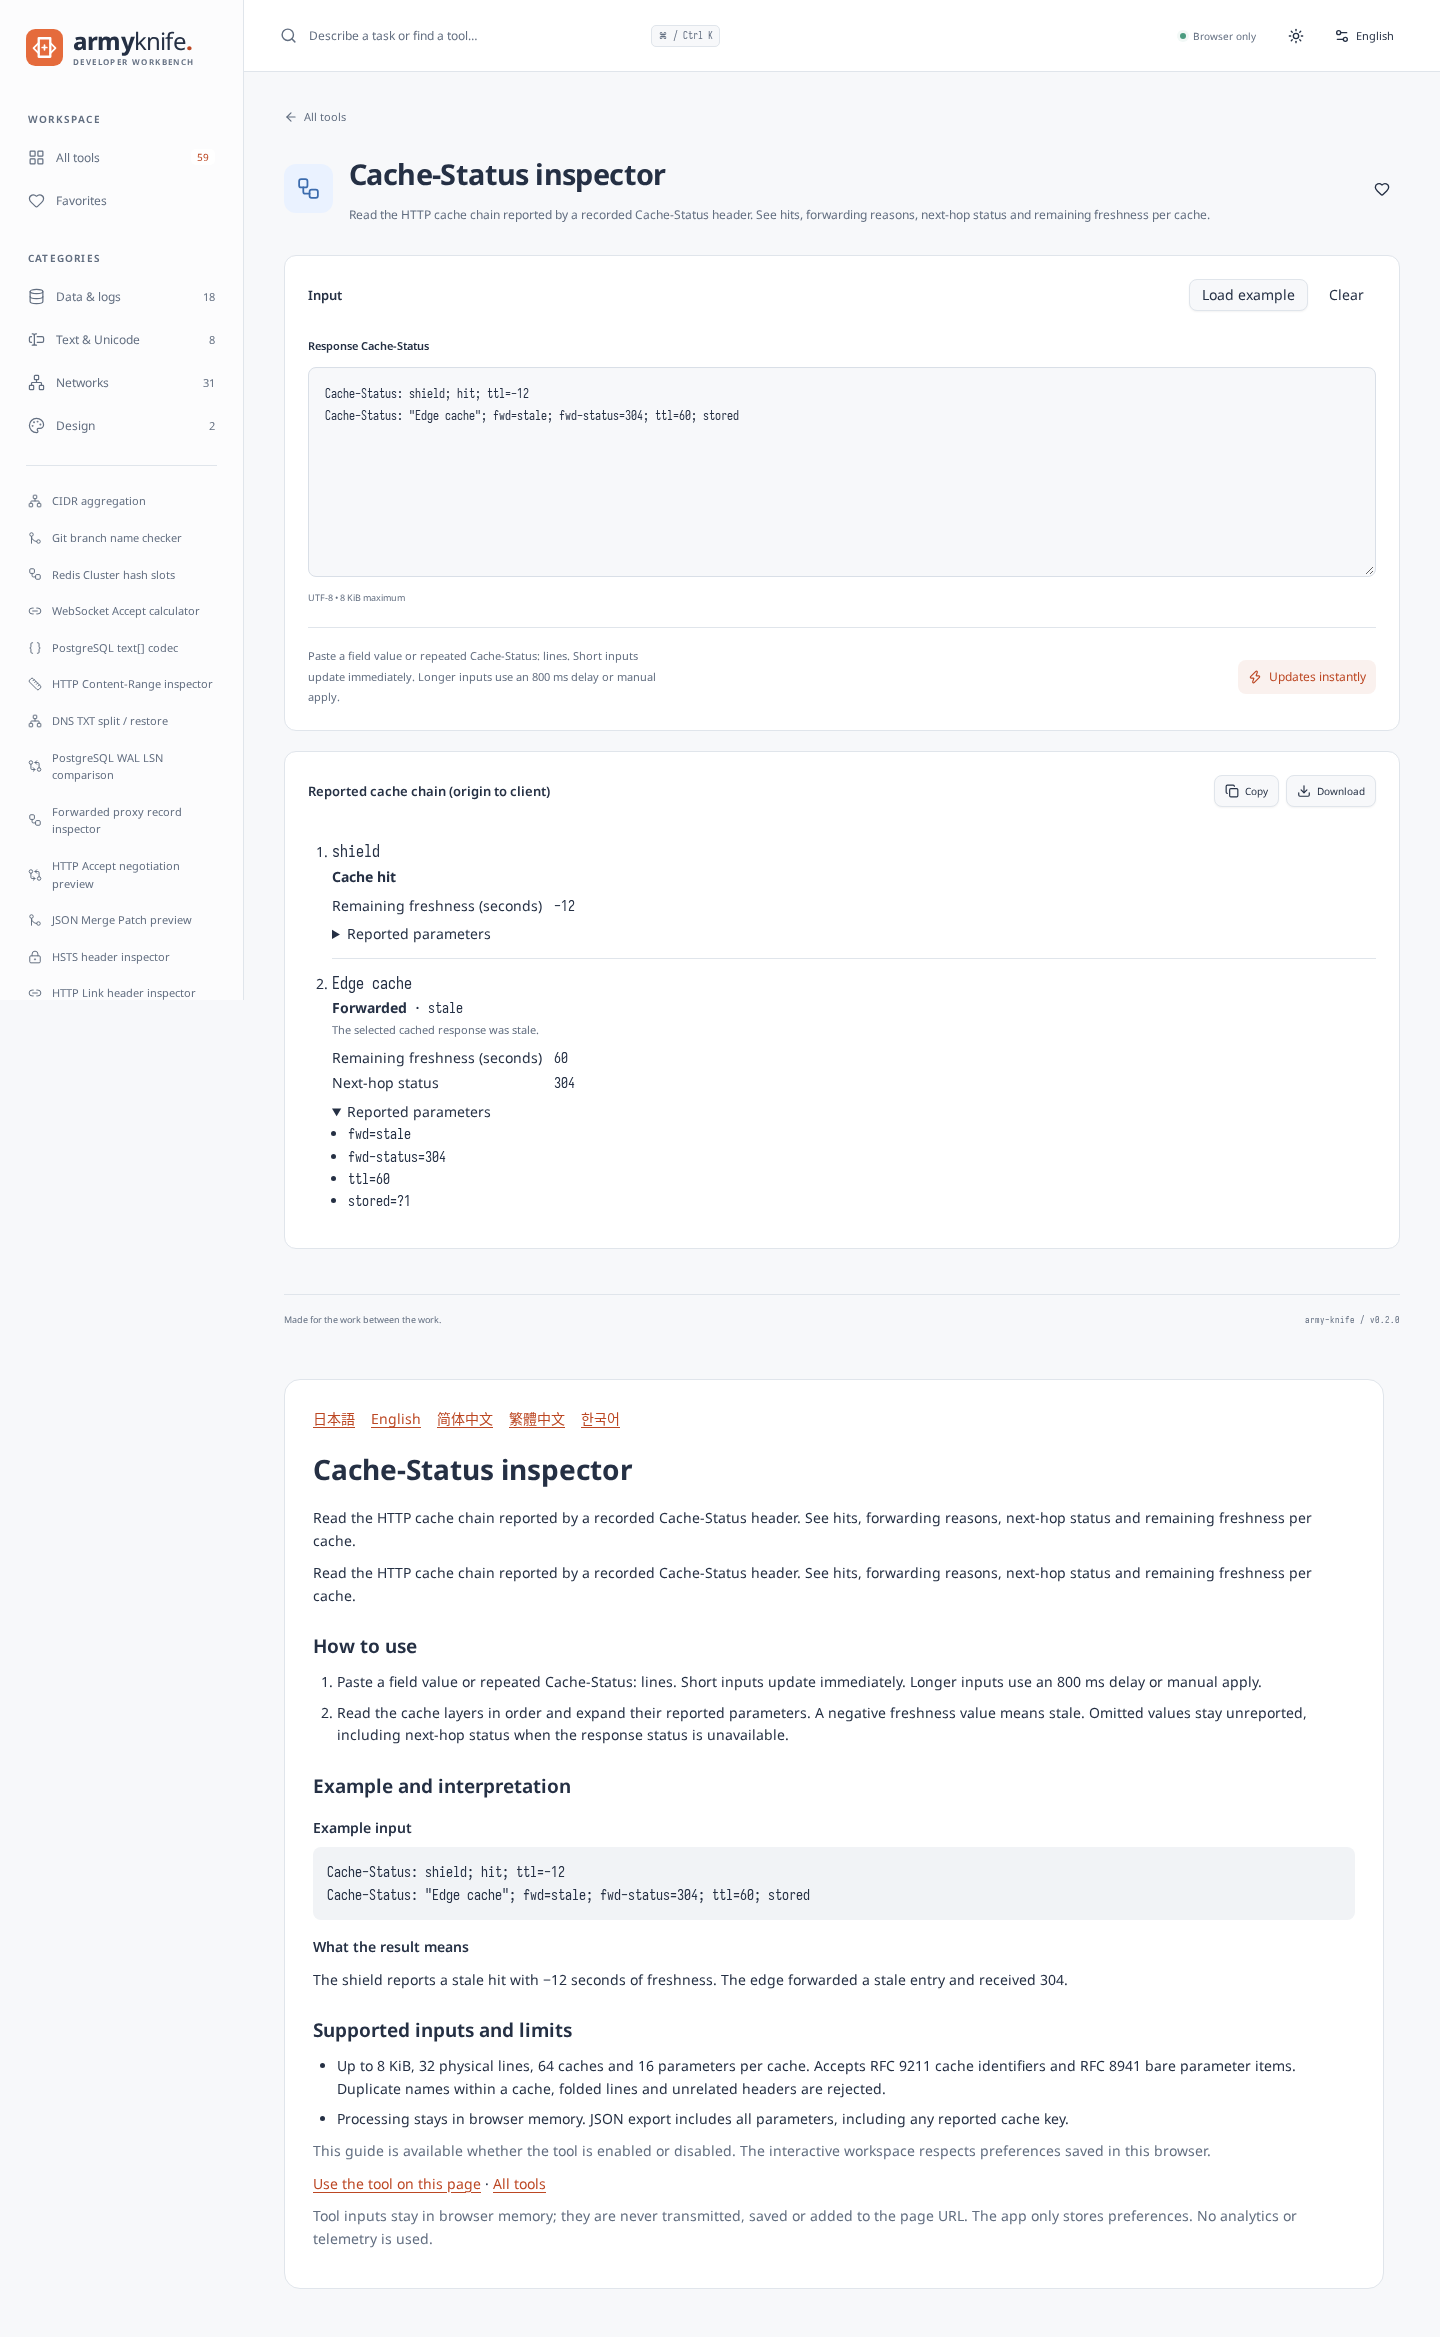 armyknife.
DEVELOPER WORKBENCH
WORKSPACE
All tools 59
Favorites
CATEGORIES
Data & logs 18
Text & Unicode 8
Networks 31
Design 2
CIDR aggregation
Git branch name checker
Redis Cluster hash slots
WebSocket Accept calculator
PostgreSQL text[] codec
HTTP Content-Range inspector
DNS TXT split / restore
PostgreSQL WAL LSN
comparison
Forwarded proxy record
inspector
HTTP Accept negotiation
preview
JSON Merge Patch preview
HSTS header inspector
HTTP Link header inspector
Describe a task or find a tool...
⌘ / Ctrl K
Browser only
English
All tools
Cache-Status inspector
Read the HTTP cache chain reported by a recorded Cache-Status header. See hits, forwarding reasons, next-hop status and remaining freshness per cache.
Input
Load example
Clear
Response Cache-Status
Cache-Status: shield; hit; ttl=-12
Cache-Status: "Edge cache"; fwd=stale; fwd-status=304; ttl=60; stored
UTF-8 • 8 KiB maximum
Paste a field value or repeated Cache-Status: lines. Short inputs
update immediately. Longer inputs use an 800 ms delay or manual
apply.
Updates instantly
Reported cache chain (origin to client)
Copy
Download
1. shield
Cache hit
Remaining freshness (seconds) -12
▶ Reported parameters
2. Edge cache
Forwarded · stale
The selected cached response was stale.
Remaining freshness (seconds) 60
Next-hop status 304
▼ Reported parameters
• fwd=stale
• fwd-status=304
• ttl=60
• stored=?1
Made for the work between the work.
army-knife / v0.2.0
日本語 English 简体中文 繁體中文 한국어
Cache-Status inspector
Read the HTTP cache chain reported by a recorded Cache-Status header. See hits, forwarding reasons, next-hop status and remaining freshness per
cache.
Read the HTTP cache chain reported by a recorded Cache-Status header. See hits, forwarding reasons, next-hop status and remaining freshness per
cache.
How to use
1. Paste a field value or repeated Cache-Status: lines. Short inputs update immediately. Longer inputs use an 800 ms delay or manual apply.
2. Read the cache layers in order and expand their reported parameters. A negative freshness value means stale. Omitted values stay unreported,
including next-hop status when the response status is unavailable.
Example and interpretation
Example input
Cache-Status: shield; hit; ttl=-12
Cache-Status: "Edge cache"; fwd=stale; fwd-status=304; ttl=60; stored
What the result means
The shield reports a stale hit with −12 seconds of freshness. The edge forwarded a stale entry and received 304.
Supported inputs and limits
• Up to 8 KiB, 32 physical lines, 64 caches and 16 parameters per cache. Accepts RFC 9211 cache identifiers and RFC 8941 bare parameter items.
Duplicate names within a cache, folded lines and unrelated headers are rejected.
• Processing stays in browser memory. JSON export includes all parameters, including any reported cache key.
This guide is available whether the tool is enabled or disabled. The interactive workspace respects preferences saved in this browser.
Use the tool on this page · All tools
Tool inputs stay in browser memory; they are never transmitted, saved or added to the page URL. The app only stores preferences. No analytics or
telemetry is used.